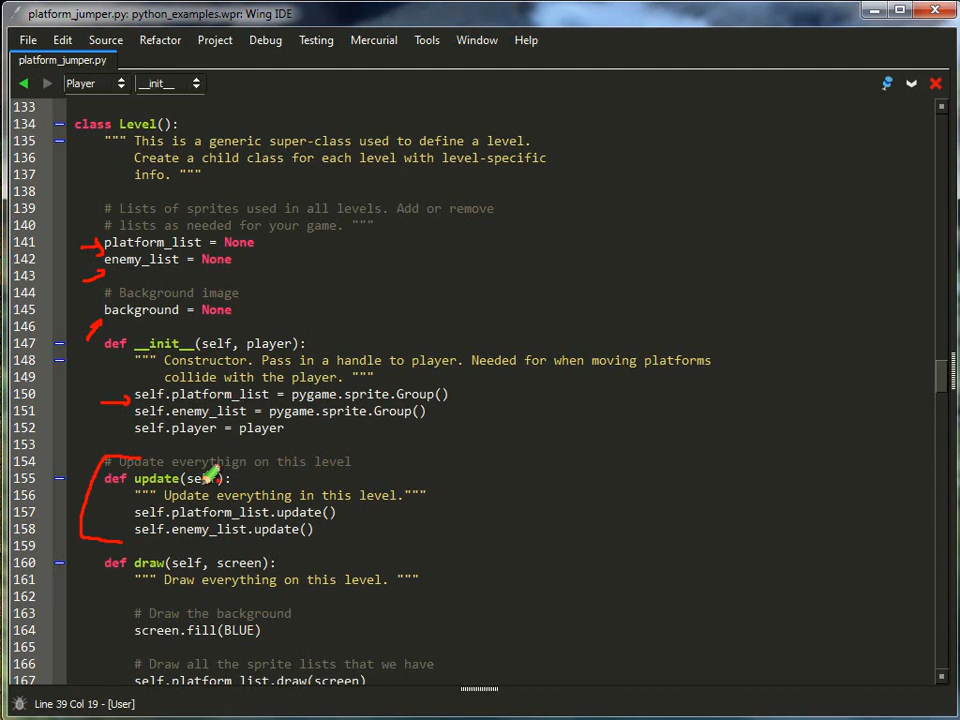 platform_jumper.py: python_examples.wpr: Wing IDE
File Edit Source Refactor Project Debug Testing Mercurial Tools Window Help
platform_jumper.py
Player __init__
133
134 class Level():
135 """ This is a generic super-class used to define a level.
136 Create a child class for each level with level-specific
137 info. """
138
139 # Lists of sprites used in all levels. Add or remove
140 # lists as needed for your game. """
141 platform_list = None
142 enemy_list = None
143
144 # Background image
145 background = None
146
147 def __init__(self, player):
148 """ Constructor. Pass in a handle to player. Needed for when moving platforms
149 collide with the player. """
150 self.platform_list = pygame.sprite.Group()
151 self.enemy_list = pygame.sprite.Group()
152 self.player = player
153
154 # Update everythign on this level
155 def update(self):
156 """ Update everything in this level."""
157 self.platform_list.update()
158 self.enemy_list.update()
159
160 def draw(self, screen):
161 """ Draw everything on this level. """
162
163 # Draw the background
164 screen.fill(BLUE)
165
166 # Draw all the sprite lists that we have
167 self.platform_list.draw(screen)
Line 39 Col 19 - [User]